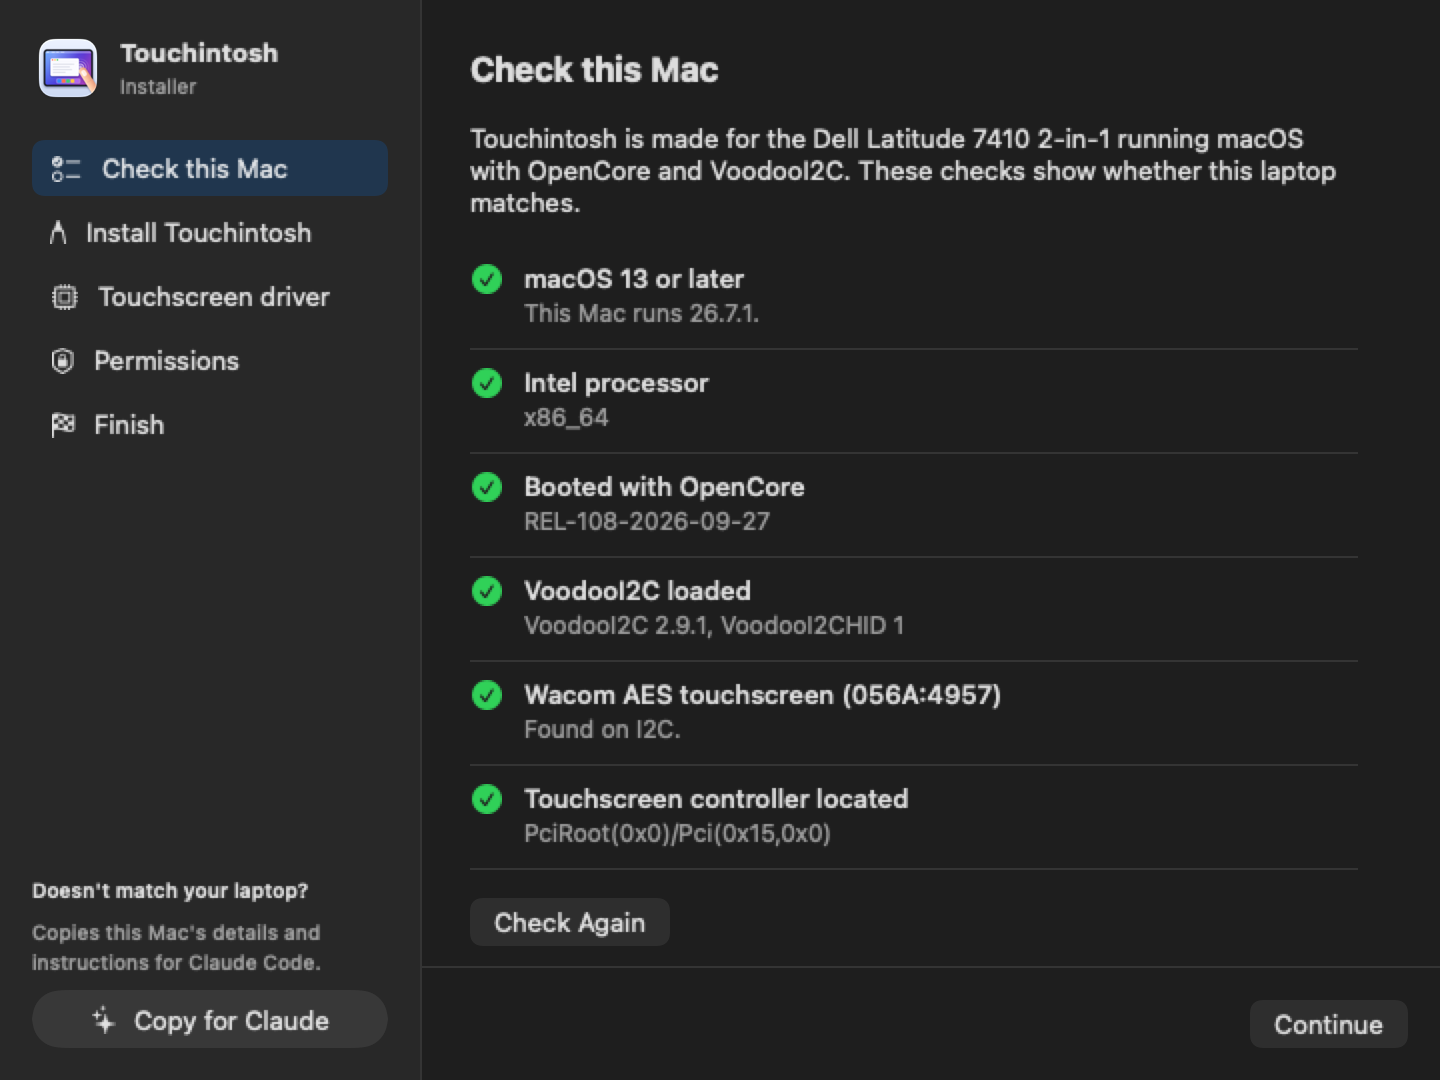 Touchintosh
Installer
Check this Mac
Install Touchintosh
Touchscreen driver
Permissions
Finish
Doesn't match your laptop?
Copies this Mac's details and
instructions for Claude Code.
Copy for Claude
Check this Mac
Touchintosh is made for the Dell Latitude 7410 2-in-1 running macOS
with OpenCore and VoodooI2C. These checks show whether this laptop
matches.
macOS 13 or later
This Mac runs 26.7.1.
Intel processor
x86_64
Booted with OpenCore
REL-108-2026-09-27
VoodooI2C loaded
VoodooI2C 2.9.1, VoodooI2CHID 1
Wacom AES touchscreen (056A:4957)
Found on I2C.
Touchscreen controller located
PciRoot(0x0)/Pci(0x15,0x0)
Check Again
Continue